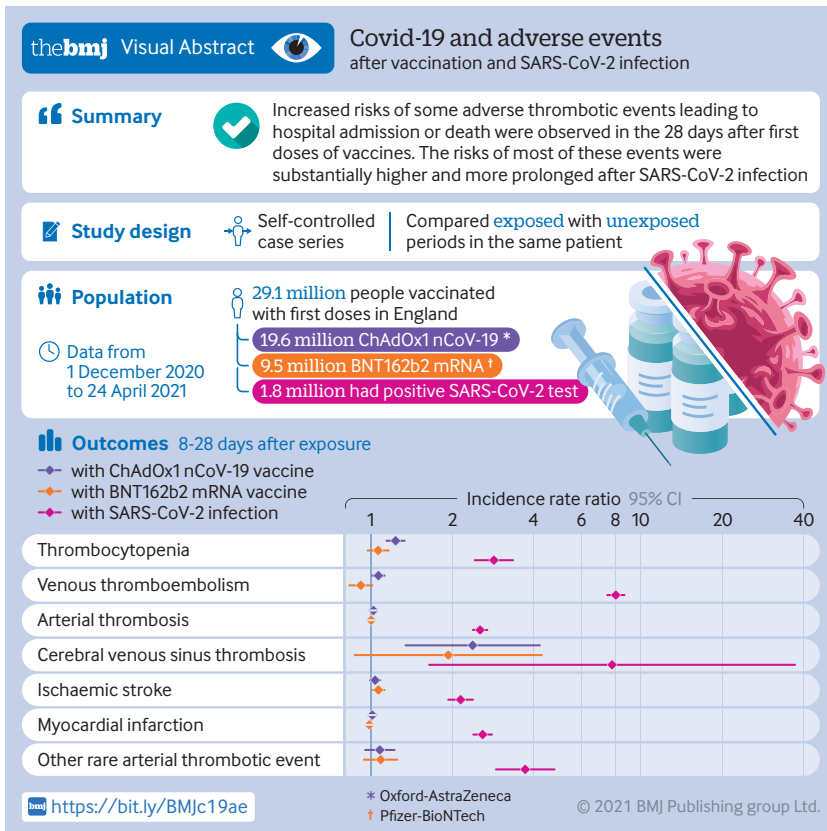 thebmj Visual Abstract
Covid-19 and adverse events
after vaccination and SARS-CoV-2 infection
Summary
Increased risks of some adverse thrombotic events leading to
hospital admission or death were observed in the 28 days after first
doses of vaccines. The risks of most of these events were
substantially higher and more prolonged after SARS-CoV-2 infection
Study design
Self-controlled
case series
Compared exposed with unexposed
periods in the same patient
Population
29.1 million people vaccinated
with first doses in England
19.6 million ChAdOx1 nCoV-19 *
9.5 million BNT162b2 mRNA †
1.8 million had positive SARS-CoV-2 test
Data from
1 December 2020
to 24 April 2021
Outcomes 8-28 days after exposure
with ChAdOx1 nCoV-19 vaccine
with BNT162b2 mRNA vaccine
with SARS-CoV-2 infection
Incidence rate ratio 95% CI
1 2 4 6 8 10 20 40
Thrombocytopenia
Venous thromboembolism
Arterial thrombosis
Cerebral venous sinus thrombosis
Ischaemic stroke
Myocardial infarction
Other rare arterial thrombotic event
bmj https://bit.ly/BMJc19ae
* Oxford-AstraZeneca
† Pfizer-BioNTech
© 2021 BMJ Publishing group Ltd.